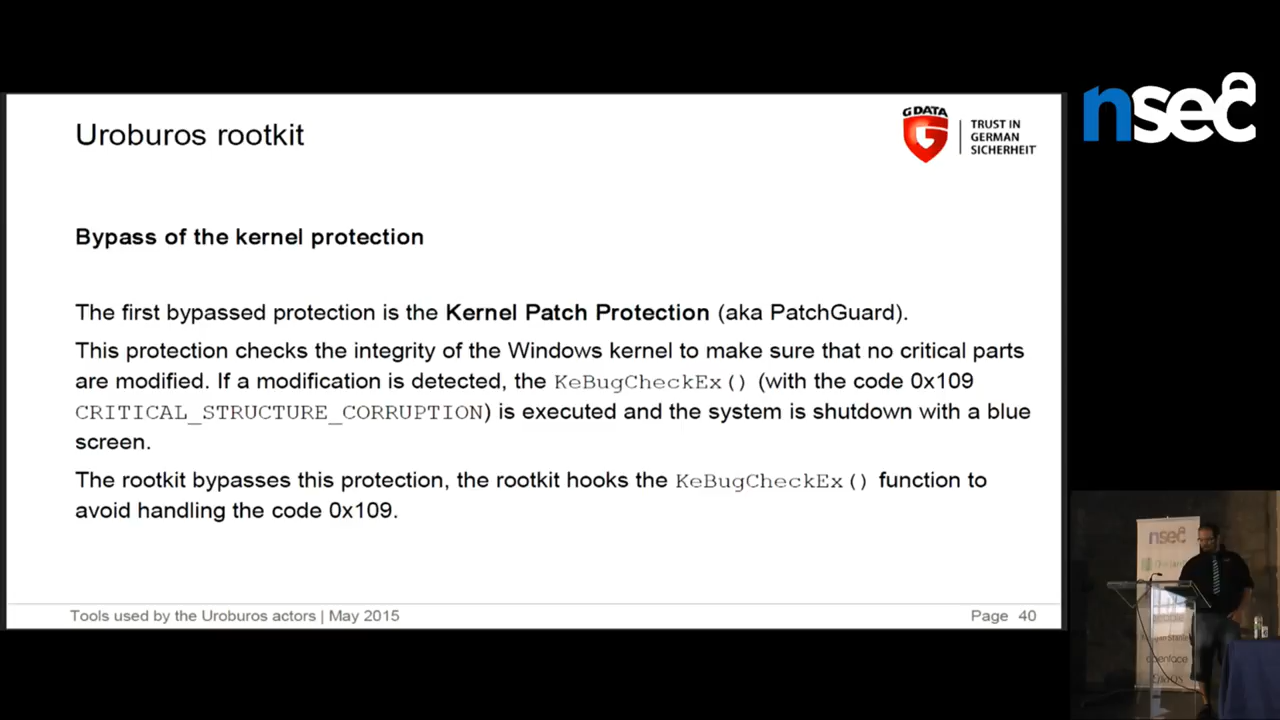 Uroburos rootkit
G DATA
TRUST IN
GERMAN
SICHERHEIT
nsec
Bypass of the kernel protection
The first bypassed protection is the Kernel Patch Protection (aka PatchGuard).
This protection checks the integrity of the Windows kernel to make sure that no critical parts
are modified. If a modification is detected, the KeBugCheckEx() (with the code 0x109
CRITICAL_STRUCTURE_CORRUPTION) is executed and the system is shutdown with a blue
screen.
The rootkit bypasses this protection, the rootkit hooks the KeBugCheckEx() function to
avoid handling the code 0x109.
Tools used by the Uroburos actors | May 2015
Page 40
nsec